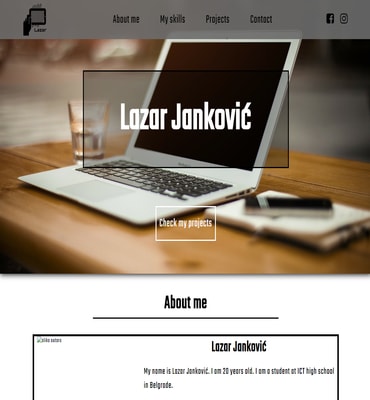 Lazar
About me
My skills
Projects
Contact
Lazar Janković
Check my projects
About me
slika autora
Lazar Janković
My name is Lazar Janković. I am 20 years old. I am a student at ICT high school
in Belgrade.